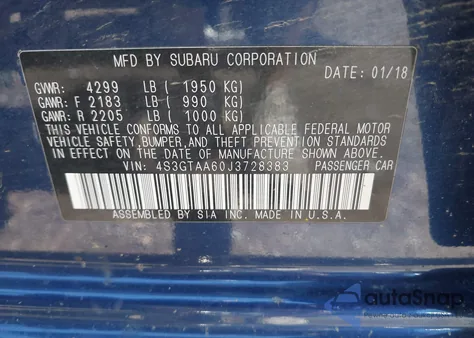 MFD BY SUBARU CORPORATION
DATE: 01/18
GVWR: 4299 LB ( 1950 KG)
GAWR: F 2183 LB ( 990 KG)
GAWR: R 2205 LB ( 1000 KG)
THIS VEHICLE CONFORMS TO ALL APPLICABLE FEDERAL MOTOR
VEHICLE SAFETY,BUMPER,AND THEFT PREVENTION STANDARDS
IN EFFECT ON THE DATE OF MANUFACTURE SHOWN ABOVE.
VIN: 4S3GTAA60J3728383 PASSENGER CAR
ASSEMBLED BY SIA INC. MADE IN U.S.A.
autoSnap